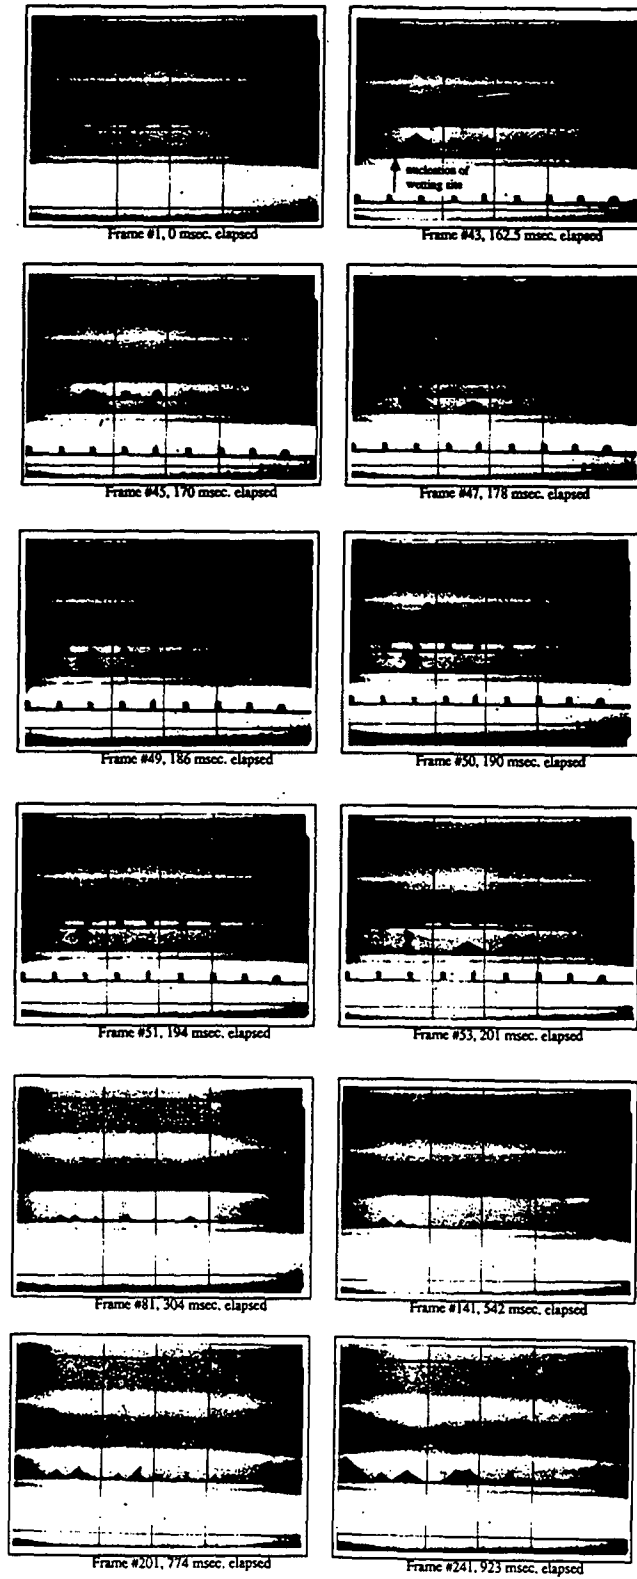 Frame #1, 0 msec. elapsed
nucleation of
wetting site
Frame #43, 162.5 msec. elapsed
Frame #45, 170 msec. elapsed
Frame #47, 178 msec. elapsed
Frame #49, 186 msec. elapsed
Frame #50, 190 msec. elapsed
Frame #51, 194 msec. elapsed
Frame #53, 201 msec. elapsed
Frame #81, 304 msec. elapsed
Frame #141, 542 msec. elapsed
Frame #201, 774 msec. elapsed
Frame #241, 923 msec. elapsed